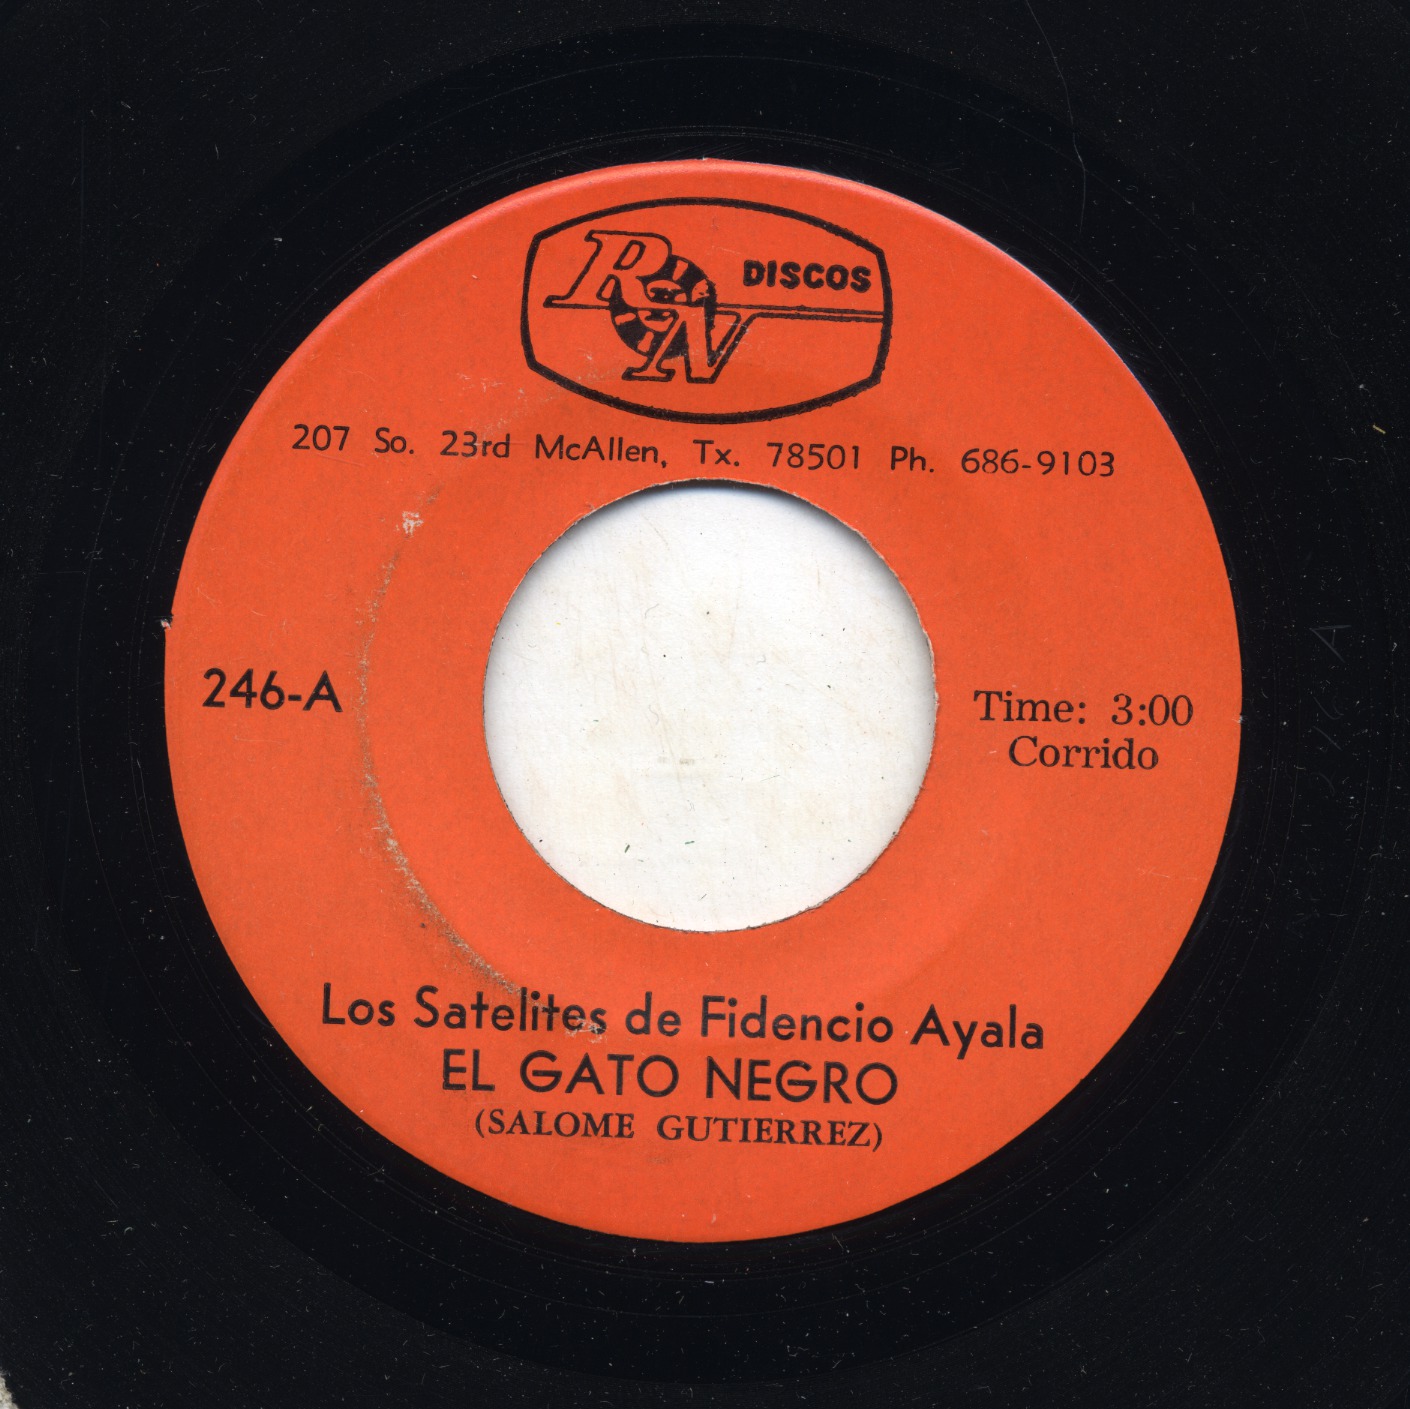 RyN DISCOS
207 So. 23rd McAllen, Tx. 78501 Ph. 686-9103
246-A
Time: 3:00
Corrido
Los Satelites de Fidencio Ayala
EL GATO NEGRO
(SALOME GUTIERREZ)